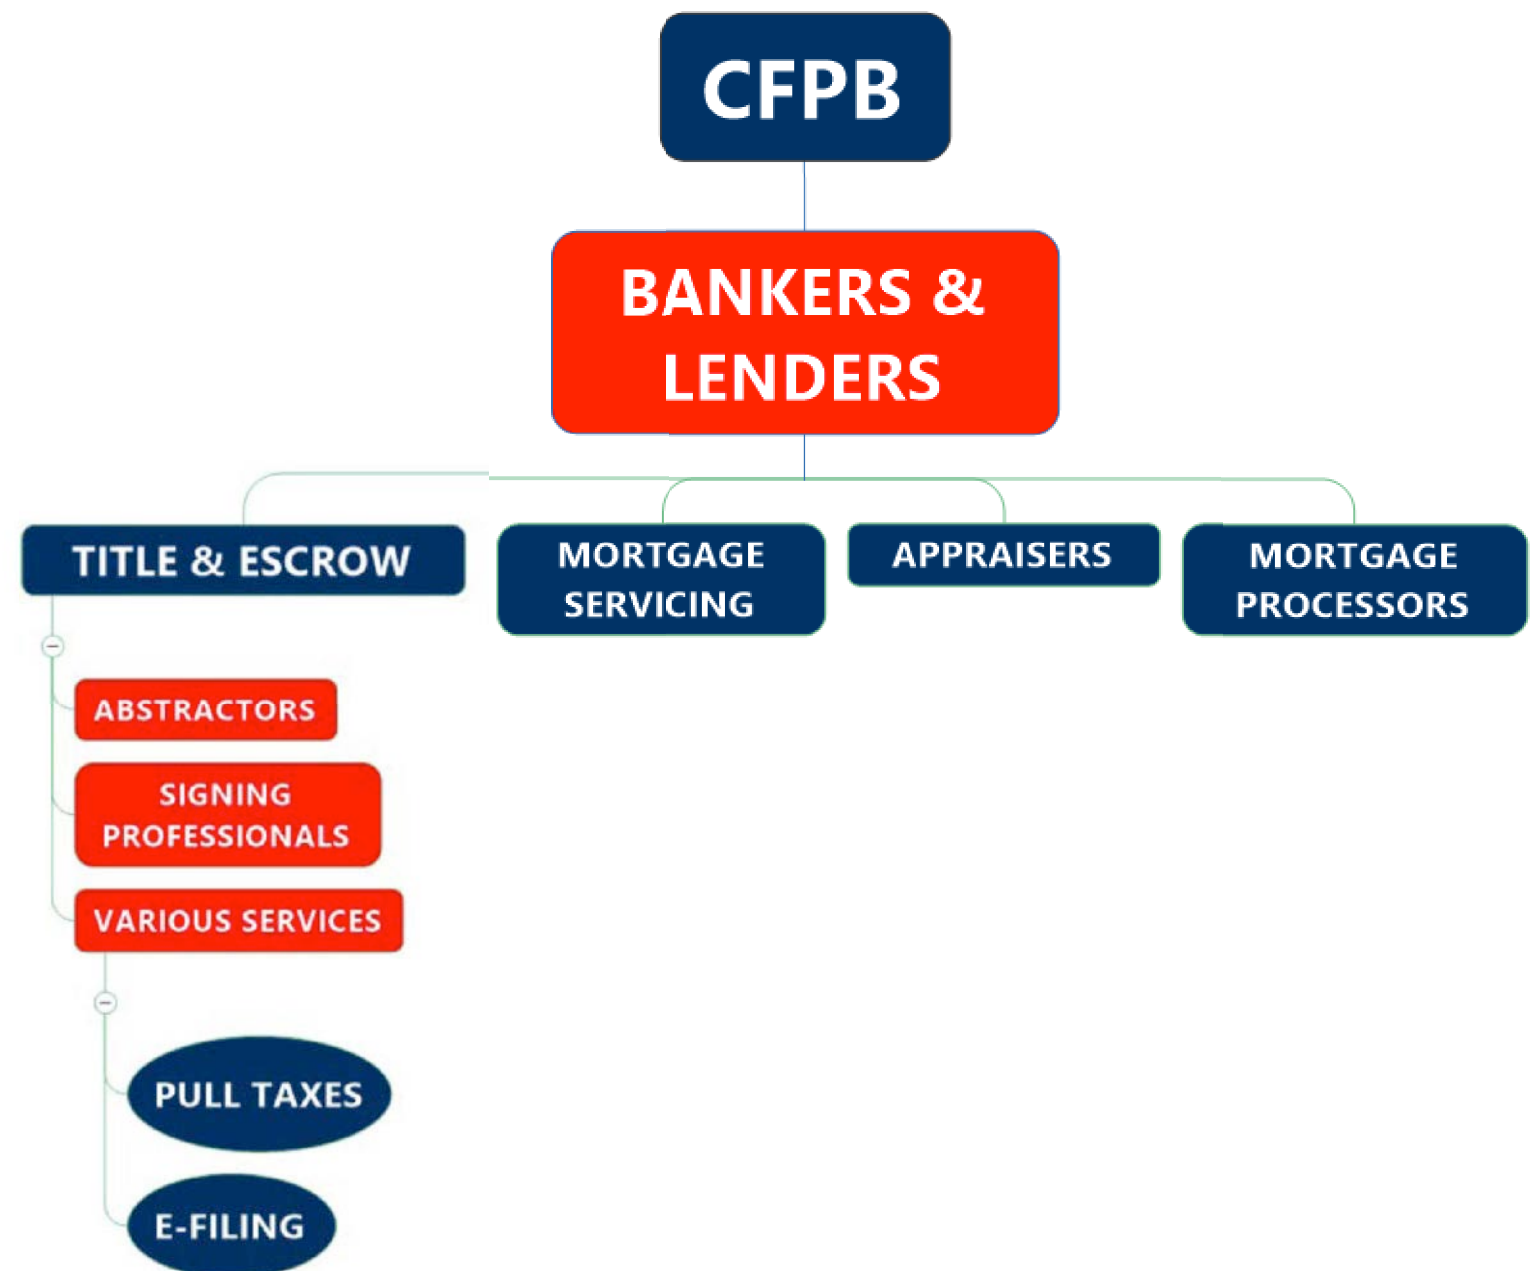 CFPB
BANKERS &
LENDERS
TITLE & ESCROW
MORTGAGE
SERVICING
APPRAISERS
MORTGAGE
PROCESSORS
ABSTRACTORS
SIGNING
PROFESSIONALS
VARIOUS SERVICES
PULL TAXES
E-FILING